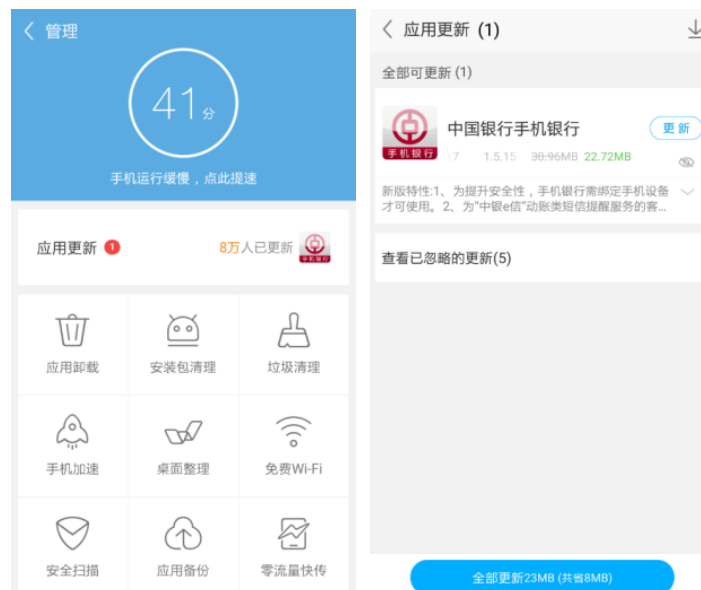 管理
41分
手机运行缓慢，点此提速
应用更新 1
8万人已更新
手机银行
应用卸载
安装包清理
垃圾清理
手机加速
桌面整理
免费Wi-Fi
安全扫描
应用备份
零流量快传
应用更新 (1)
全部可更新 (1)
手机银行
中国银行手机银行
更新
1.5.15 30.96MB 22.72MB
新版特性:1、为提升安全性，手机银行需绑定手机设备
才可使用。2、为“中银e信”动账类短信提醒服务的客...
查看已忽略的更新(5)
全部更新23MB (共省8MB)